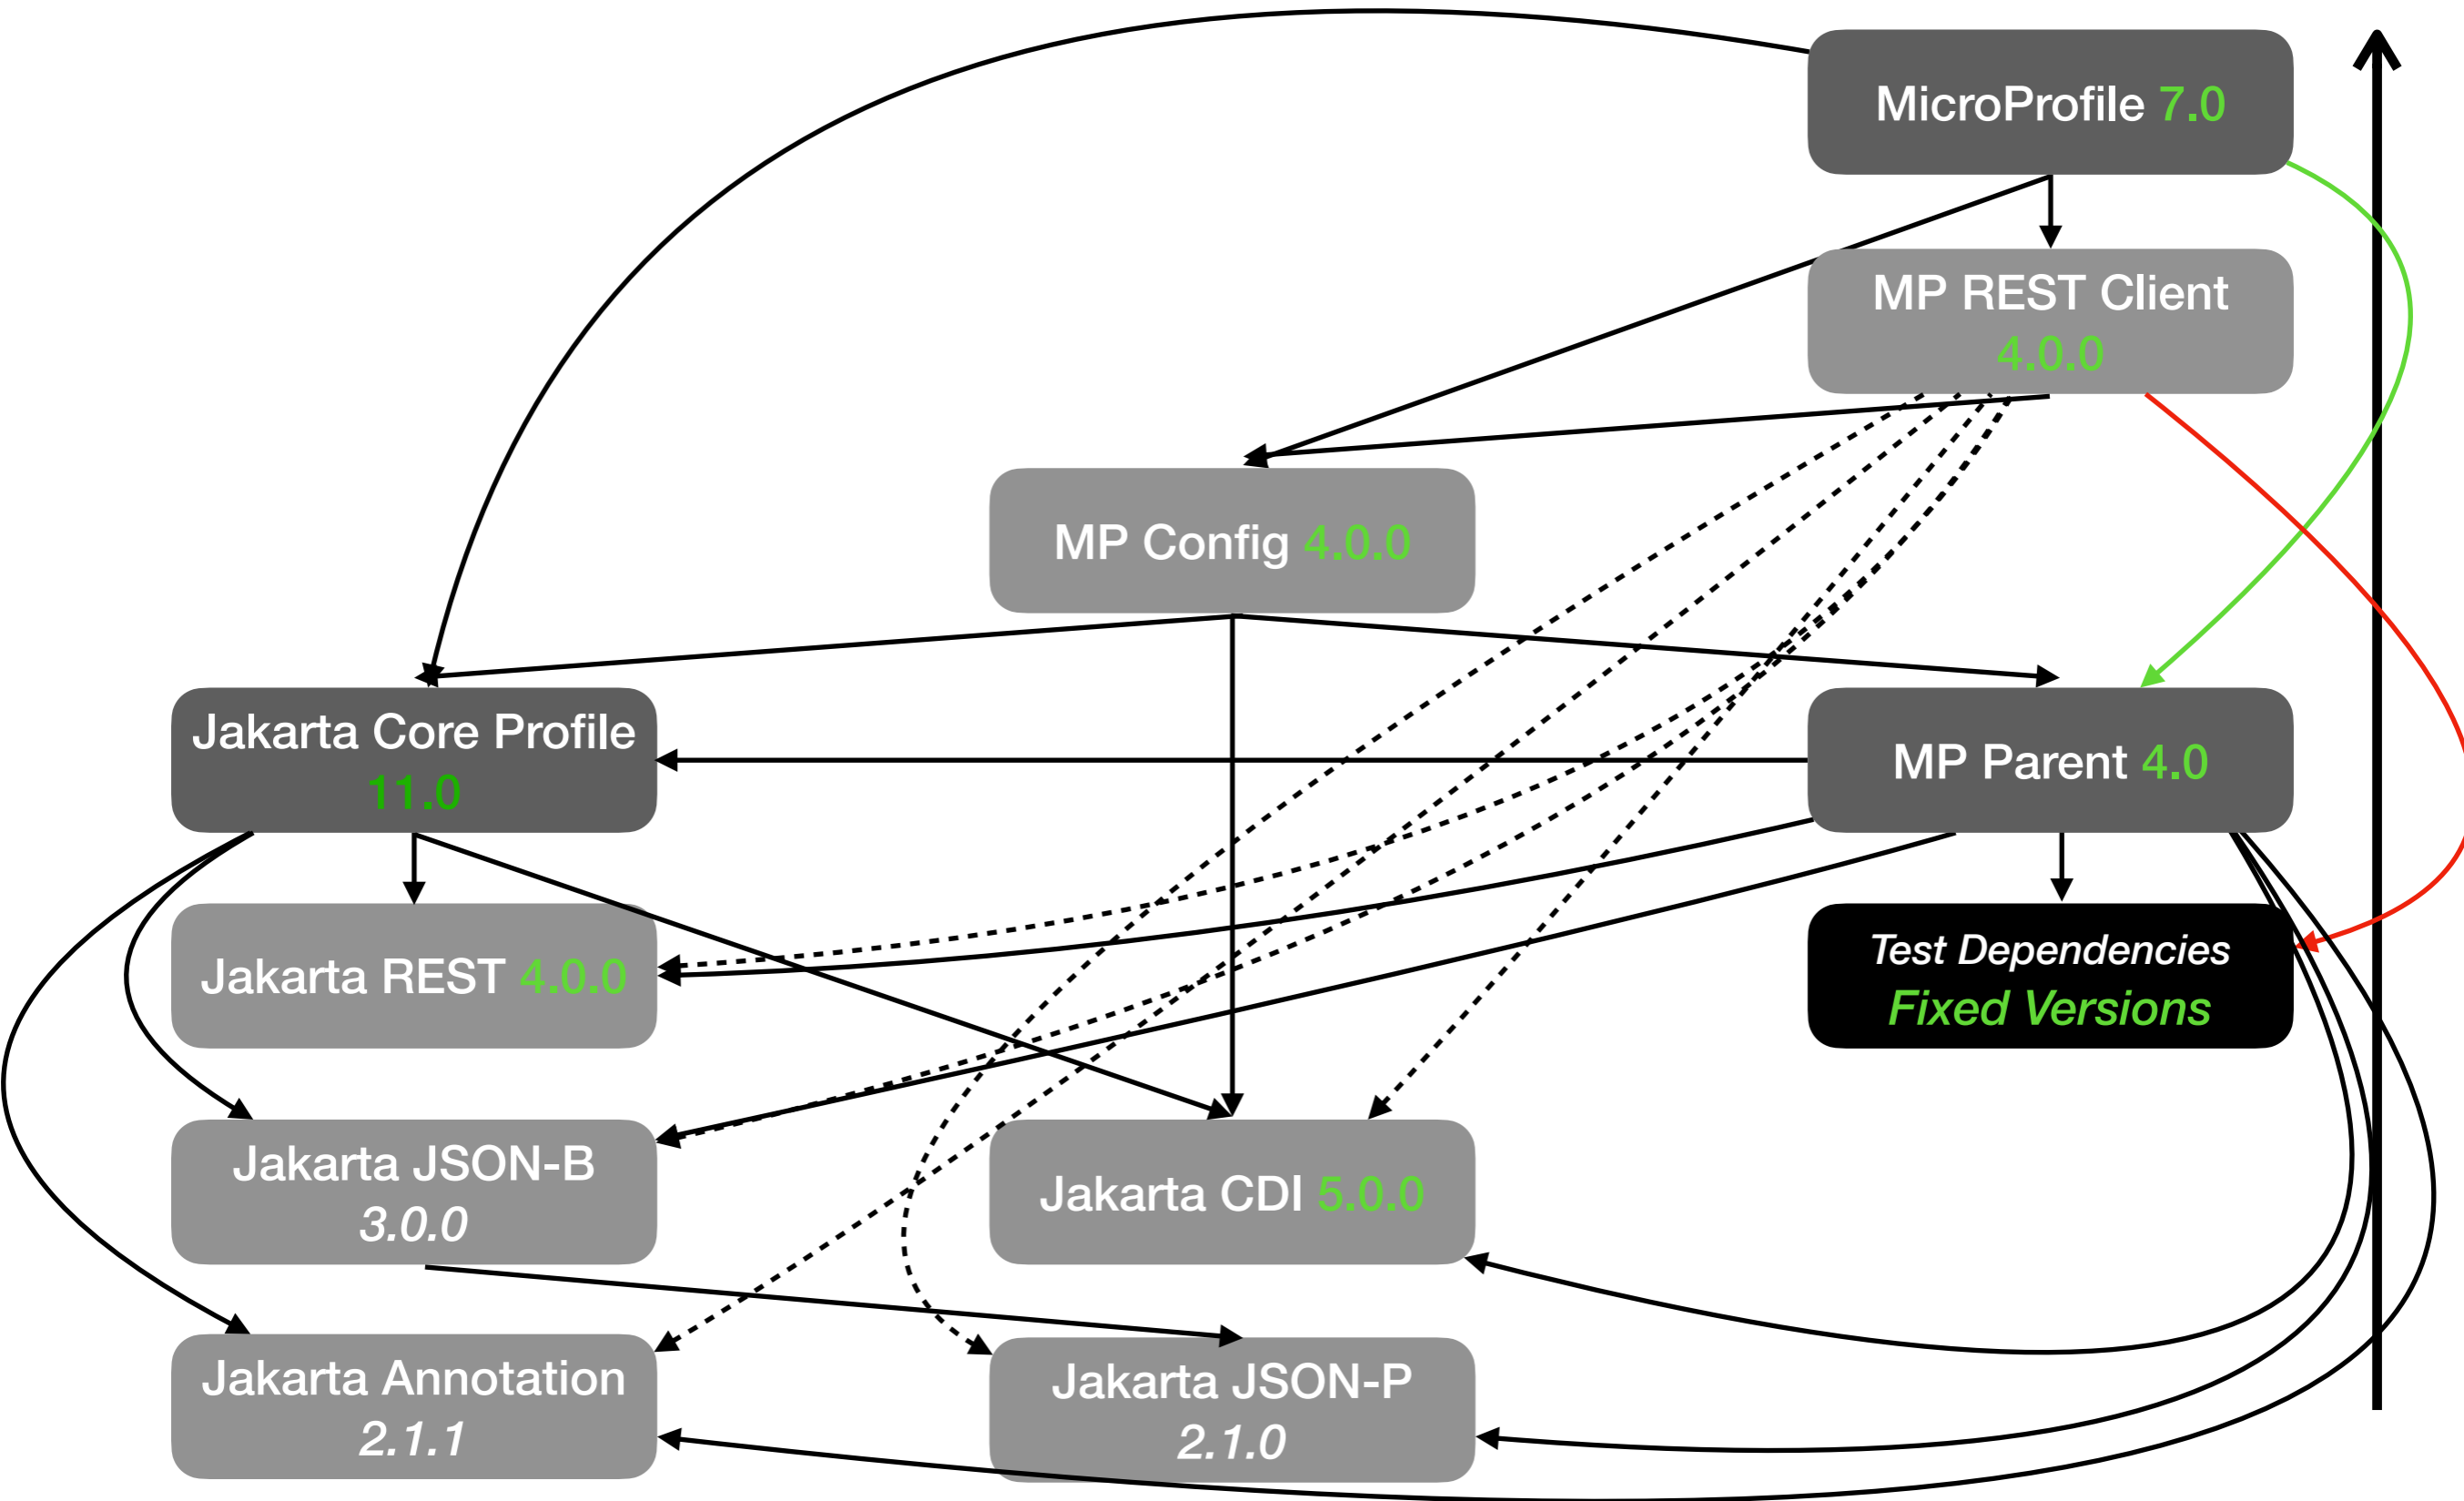 MicroProfile 7.0
MP REST Client
4.0.0
MP Config 4.0.0
Jakarta Core Profile
11.0
MP Parent 4.0
Jakarta REST 4.0.0
Test Dependencies
Fixed Versions
Jakarta JSON-B
3.0.0
Jakarta CDI 5.0.0
Jakarta Annotation
2.1.1
Jakarta JSON-P
2.1.0